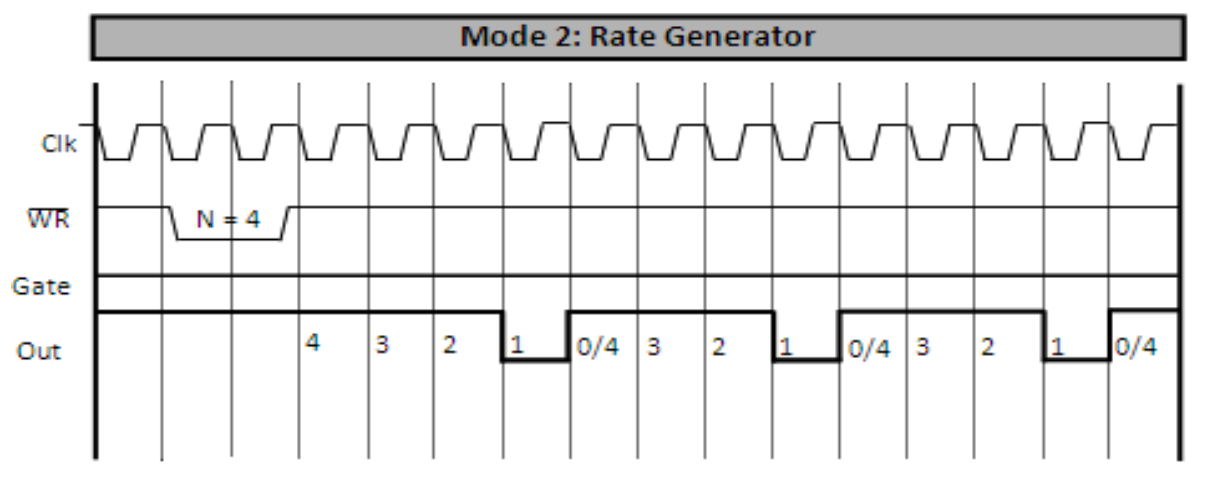 Mode 2: Rate Generator
Clk
WR N = 4
Gate
Out 4 3 2 1 0/4 3 2 1 0/4 3 2 1 0/4